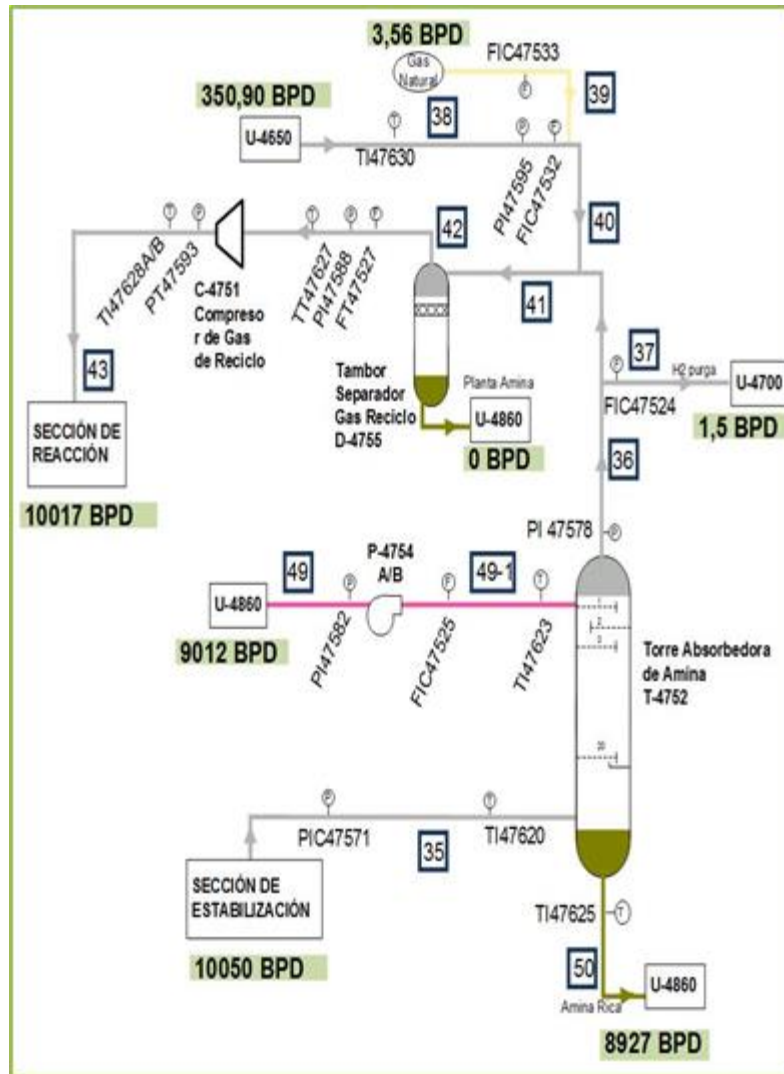 3,56 BPD
FIC47533
Gas
Natural
F
39
350,90 BPD
38
T
P
F
U-4650
TI47630
PI47595
FIC47532
40
42
T
P
T
P
F
TI47628A/B
PT47593
C-4751
Compreso
r de Gas
de Reciclo
TT47627
PI47588
FT47527
41
43
37
F
H2 purga
U-4700
FIC47524
1,5 BPD
Tambor
Separador
Gas Reciclo
D-4755
Planta Amina
U-4860
0 BPD
SECCIÓN DE
REACCIÓN
10017 BPD
36
PI 47578
P
P-4754
A/B
49
49-1
P
F
T
U-4860
9012 BPD
PI47582
FIC47525
TI47623
1
2
3
Torre Absorbedora
de Amina
T-4752
P
T
PIC47571
35
TI47620
SECCIÓN DE
ESTABILIZACIÓN
10050 BPD
TI47625
T
50
Amina Rica
U-4860
8927 BPD